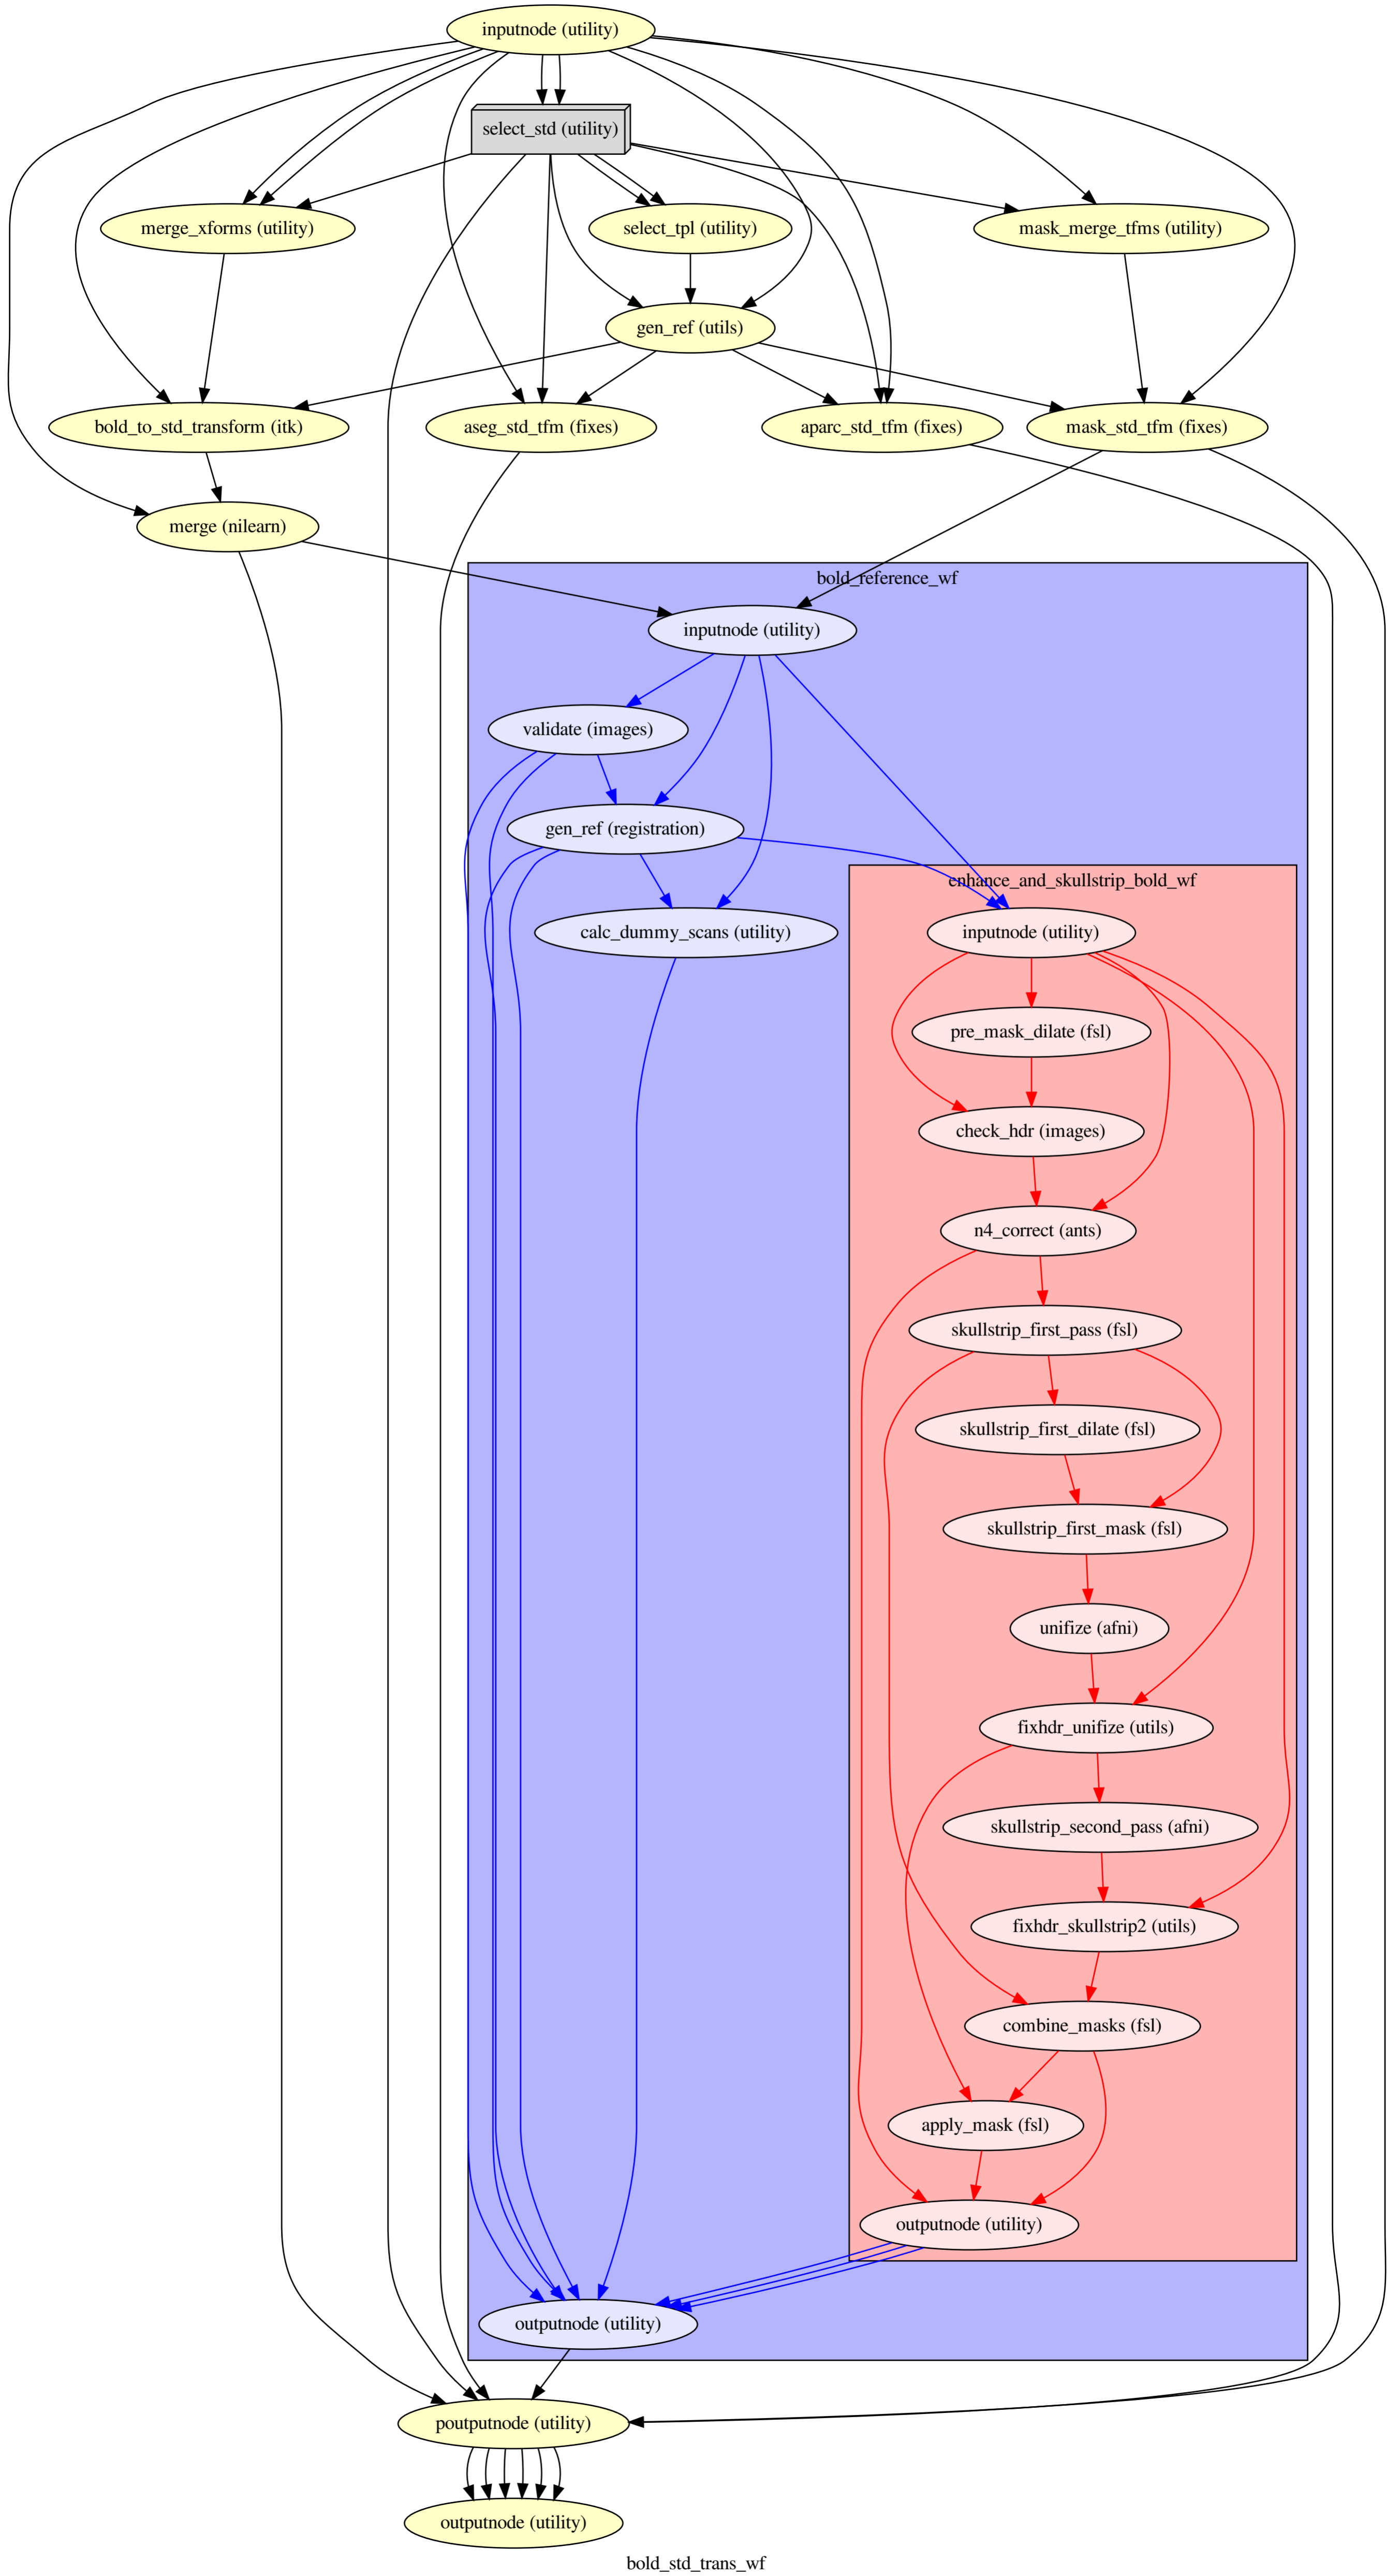 inputnode (utility)
select_std (utility)
merge_xforms (utility)
select_tpl (utility)
mask_merge_tfms (utility)
gen_ref (utils)
bold_to_std_transform (itk)
aseg_std_tfm (fixes)
aparc_std_tfm (fixes)
mask_std_tfm (fixes)
merge (nilearn)
bold_reference_wf
inputnode (utility)
validate (images)
gen_ref (registration)
enhance_and_skullstrip_bold_wf
calc_dummy_scans (utility)
inputnode (utility)
pre_mask_dilate (fsl)
check_hdr (images)
n4_correct (ants)
skullstrip_first_pass (fsl)
skullstrip_first_dilate (fsl)
skullstrip_first_mask (fsl)
unifize (afni)
fixhdr_unifize (utils)
skullstrip_second_pass (afni)
fixhdr_skullstrip2 (utils)
combine_masks (fsl)
apply_mask (fsl)
outputnode (utility)
outputnode (utility)
poutputnode (utility)
outputnode (utility)
bold_std_trans_wf